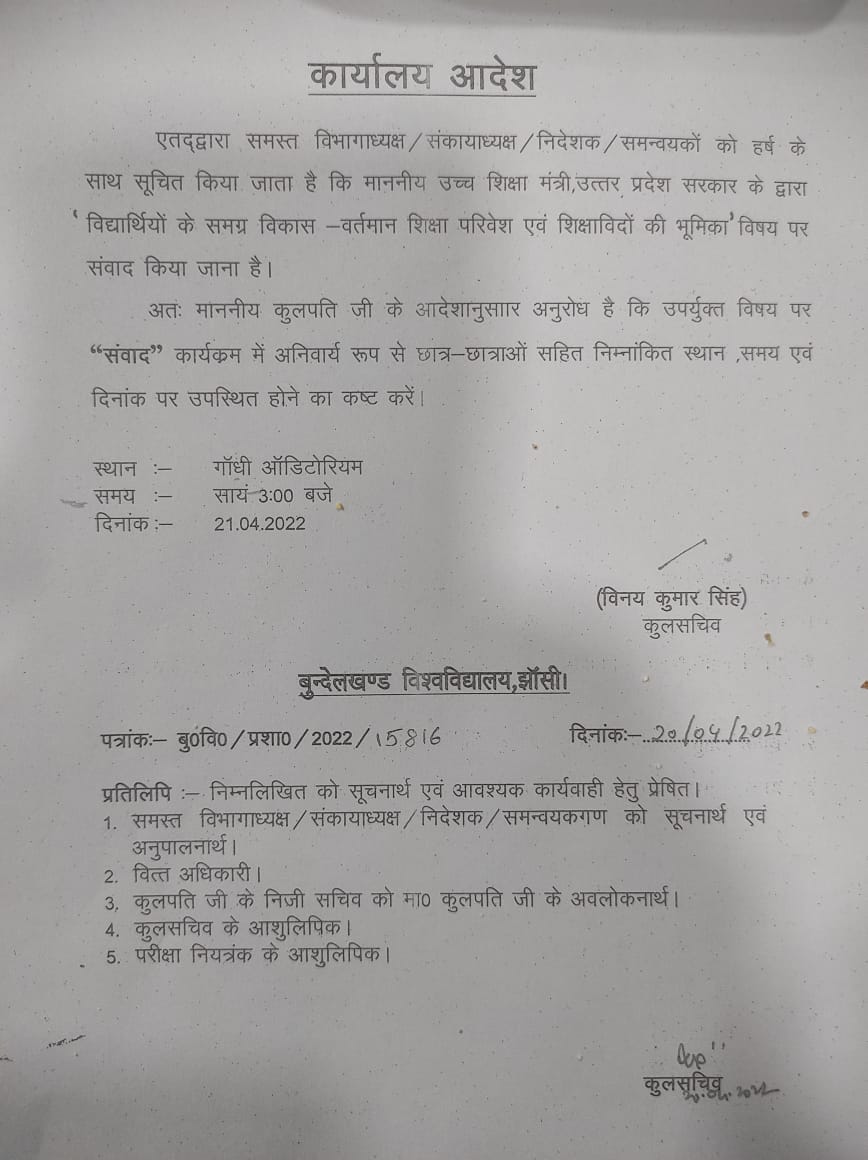 कार्यालय आदेश
एतद्द्वारा समस्त विभागाध्यक्ष/संकायाध्यक्ष/निदेशक/समन्वयकों को हर्ष के
साथ सूचित किया जाता है कि माननीय उच्च शिक्षा मंत्री,उत्तर प्रदेश सरकार के द्वारा
‘विद्यार्थियों के समग्र विकास –वर्तमान शिक्षा परिवेश एवं शिक्षाविदों की भूमिका’ विषय पर
संवाद किया जाना है।
अतः माननीय कुलपति जी के आदेशानुसाार अनुरोध है कि उपर्युक्त विषय पर
“संवाद” कार्यक्रम में अनिवार्य रूप से छात्र–छात्राओं सहित निम्नांकित स्थान ,समय एवं
दिनांक पर उपस्थित होने का कष्ट करें।
स्थान :– गॉधी ऑडिटोरियम
समय :– सायं 3:00 बजे
दिनांक :– 21.04.2022
(विनय कुमार सिंह)
कुलसचिव
बुन्देलखण्ड विश्वविद्यालय,झॉसी।
पत्रांकः– बु0वि0/प्रशा0/2022/15816 दिनांकः– 20/04/2022
प्रतिलिपि :– निम्नलिखित को सूचनार्थ एवं आवश्यक कार्यवाही हेतु प्रेषित।
1. समस्त विभागाध्यक्ष/संकायाध्यक्ष/निदेशक/समन्वयकगण को सूचनार्थ एवं
अनुपालनार्थ।
2. वित्त अधिकारी।
3, कुलपति जी के निजी सचिव को मा0 कुलपति जी के अवलोकनार्थ।
4. कुलसचिव के आशुलिपिक।
5. परीक्षा नियत्रंक के आशुलिपिक।
कुलसचिव